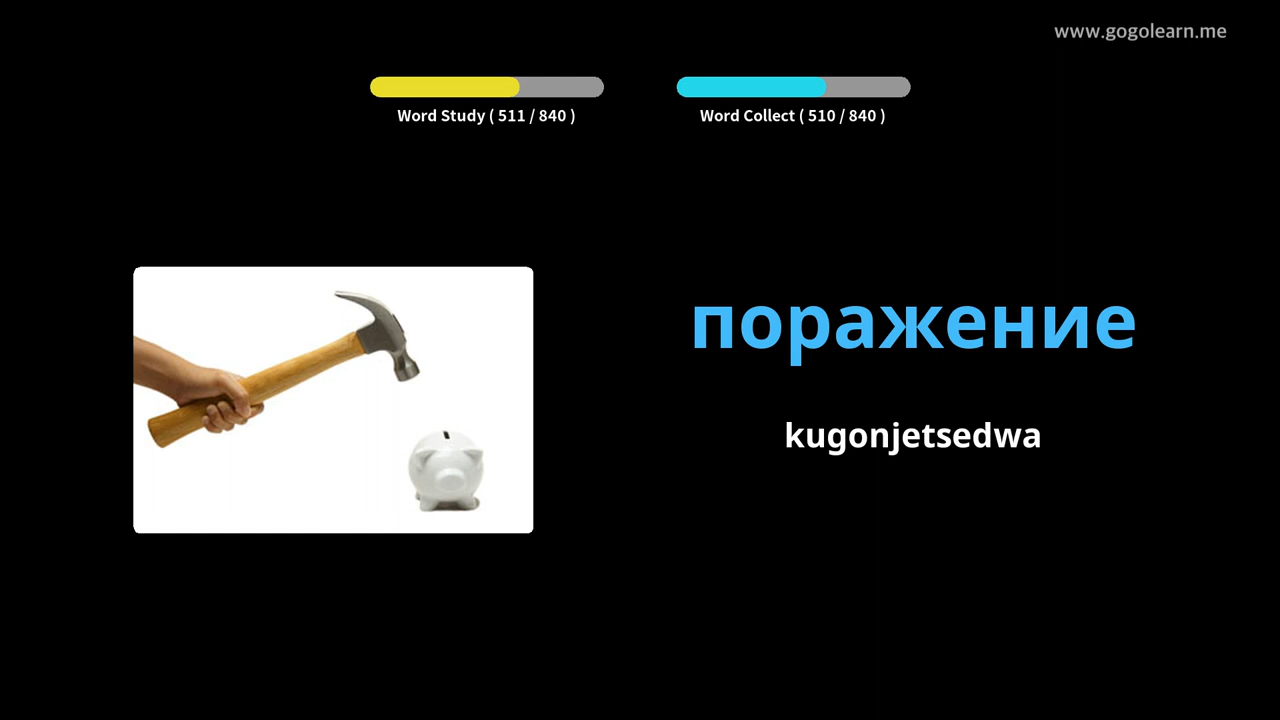 www.gogolearn.me
Word Study ( 511 / 840 )
Word Collect ( 510 / 840 )
поражение
kugonjetsedwa